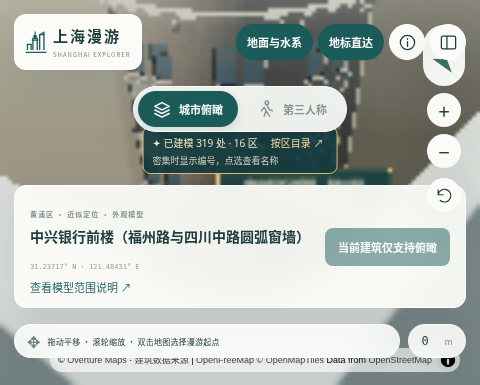 上海漫游
SHANGHAI EXPLORER
地面与水系
地标直达
城市俯瞰
第三人称
✦ 已建模 319 处 · 16 区 按区目录 ↗
密集时显示编号，点选查看名称
黄浦区 · 近似定位 · 外观模型
中兴银行前楼（福州路与四川中路圆弧窗墙）
当前建筑仅支持俯瞰
31.23717° N · 121.48431° E
查看模型范围说明 ↗
拖动平移 · 滚轮缩放 · 双击地图选择漫游起点
0 m
© Overture Maps · 建筑数据来源 | OpenFreeMap © OpenMapTiles Data from OpenStreetMap